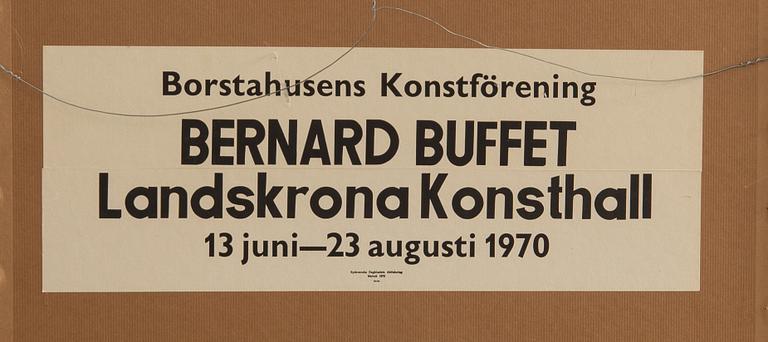 Borstahusens Konstförening
BERNARD BUFFET
Landskrona Konsthall
13 juni—23 augusti 1970